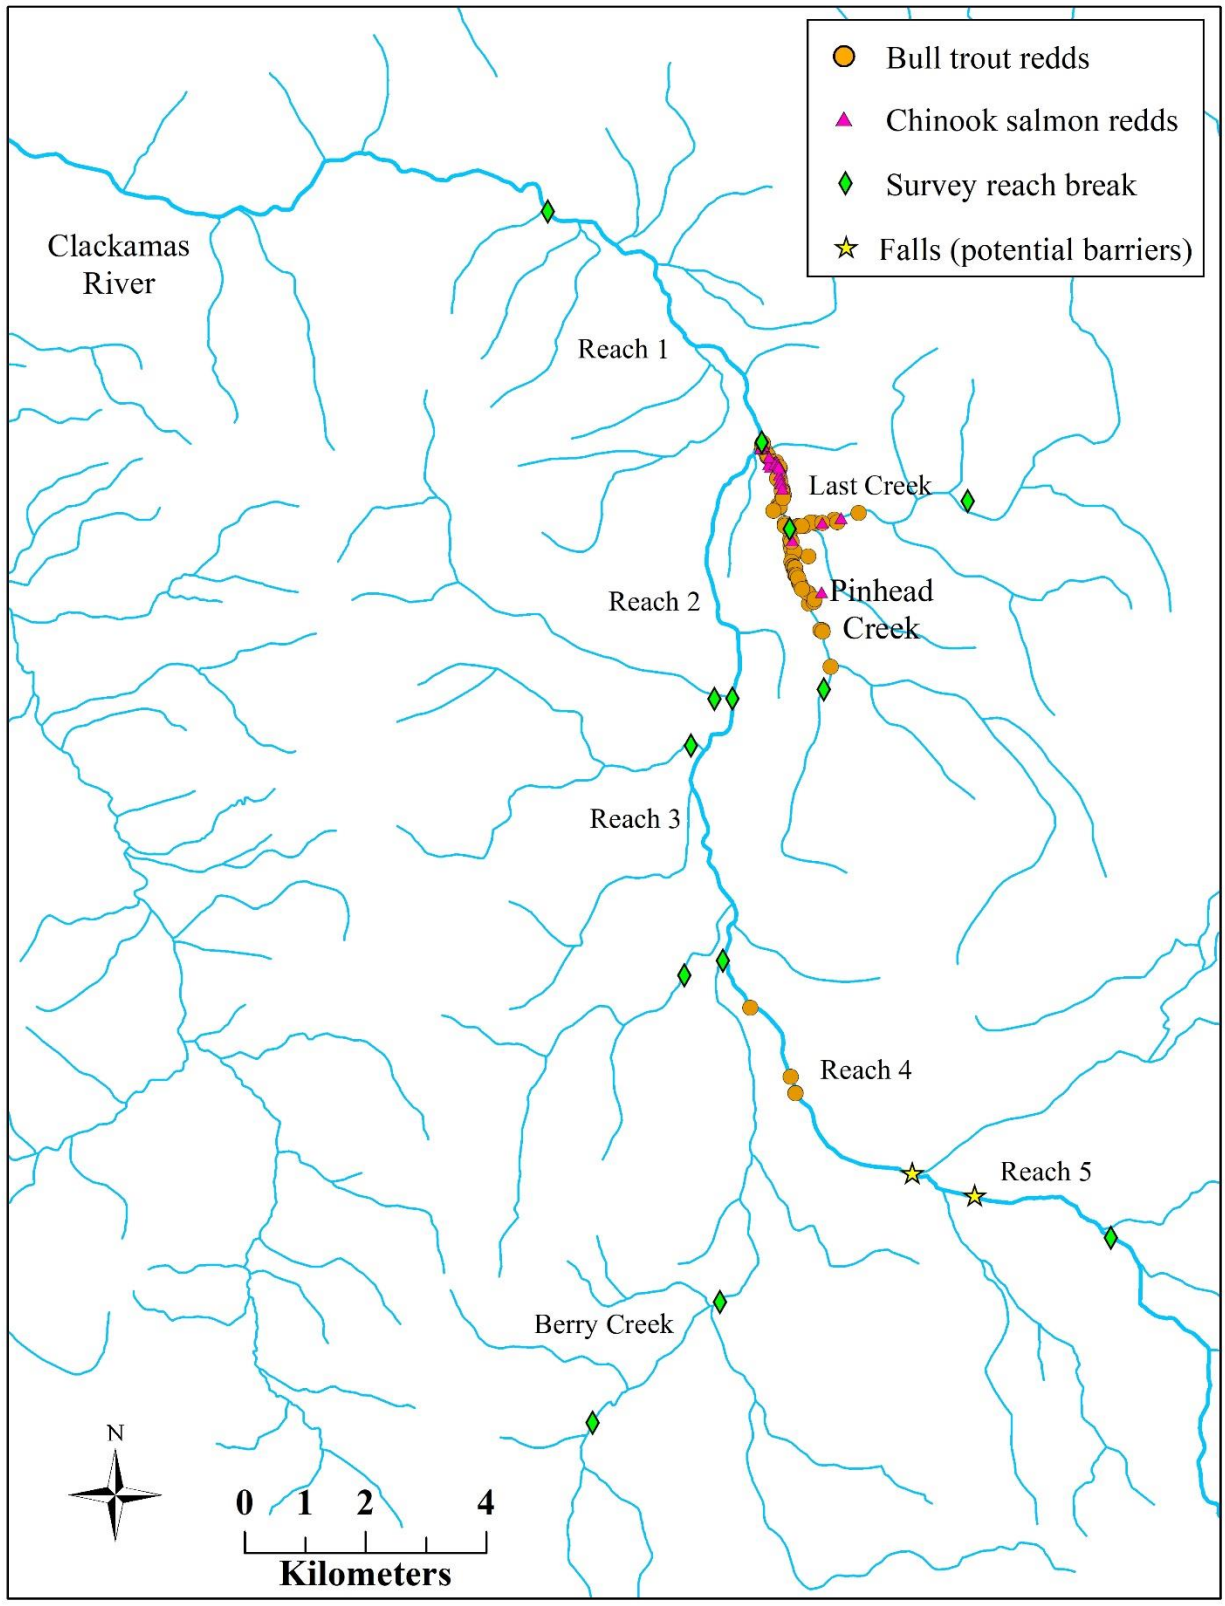 Bull trout redds
Chinook salmon redds
Survey reach break
Falls (potential barriers)
Clackamas
River
Reach 1
Last Creek
Reach 2
Pinhead
Creek
Reach 3
Reach 4
Reach 5
Berry Creek
N
0 1 2 4
Kilometers